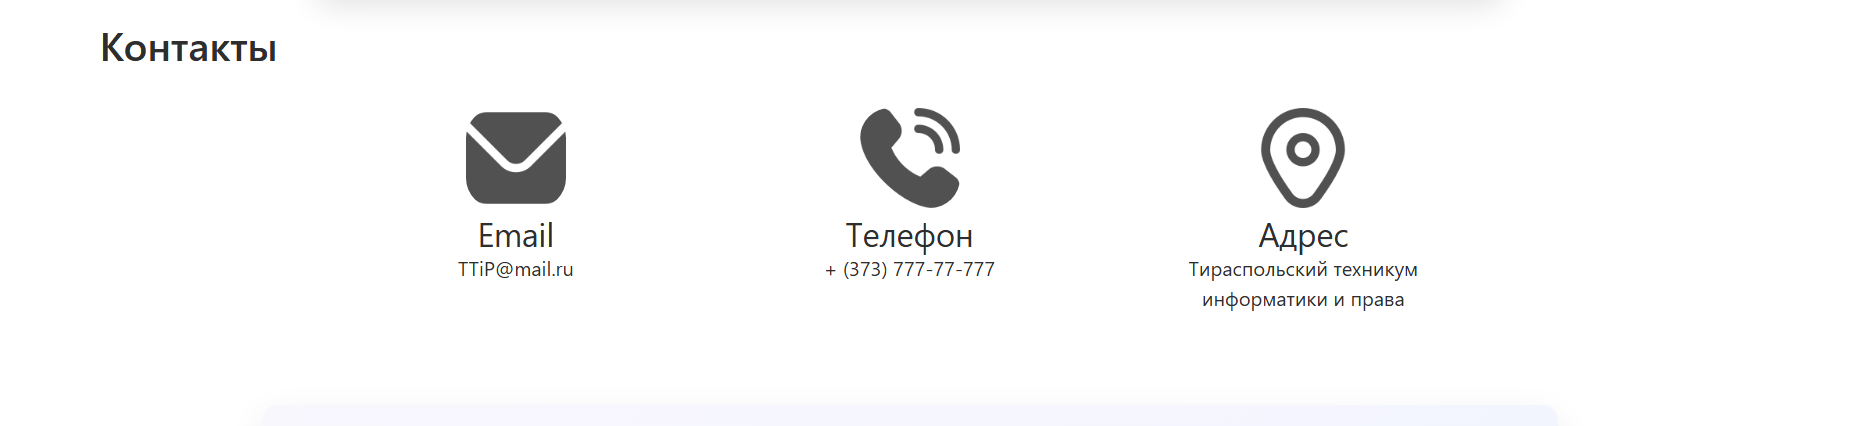 Контакты
Email
TTiP@mail.ru
Телефон
+ (373) 777-77-777
Адрес
Тираспольский техникум
информатики и права